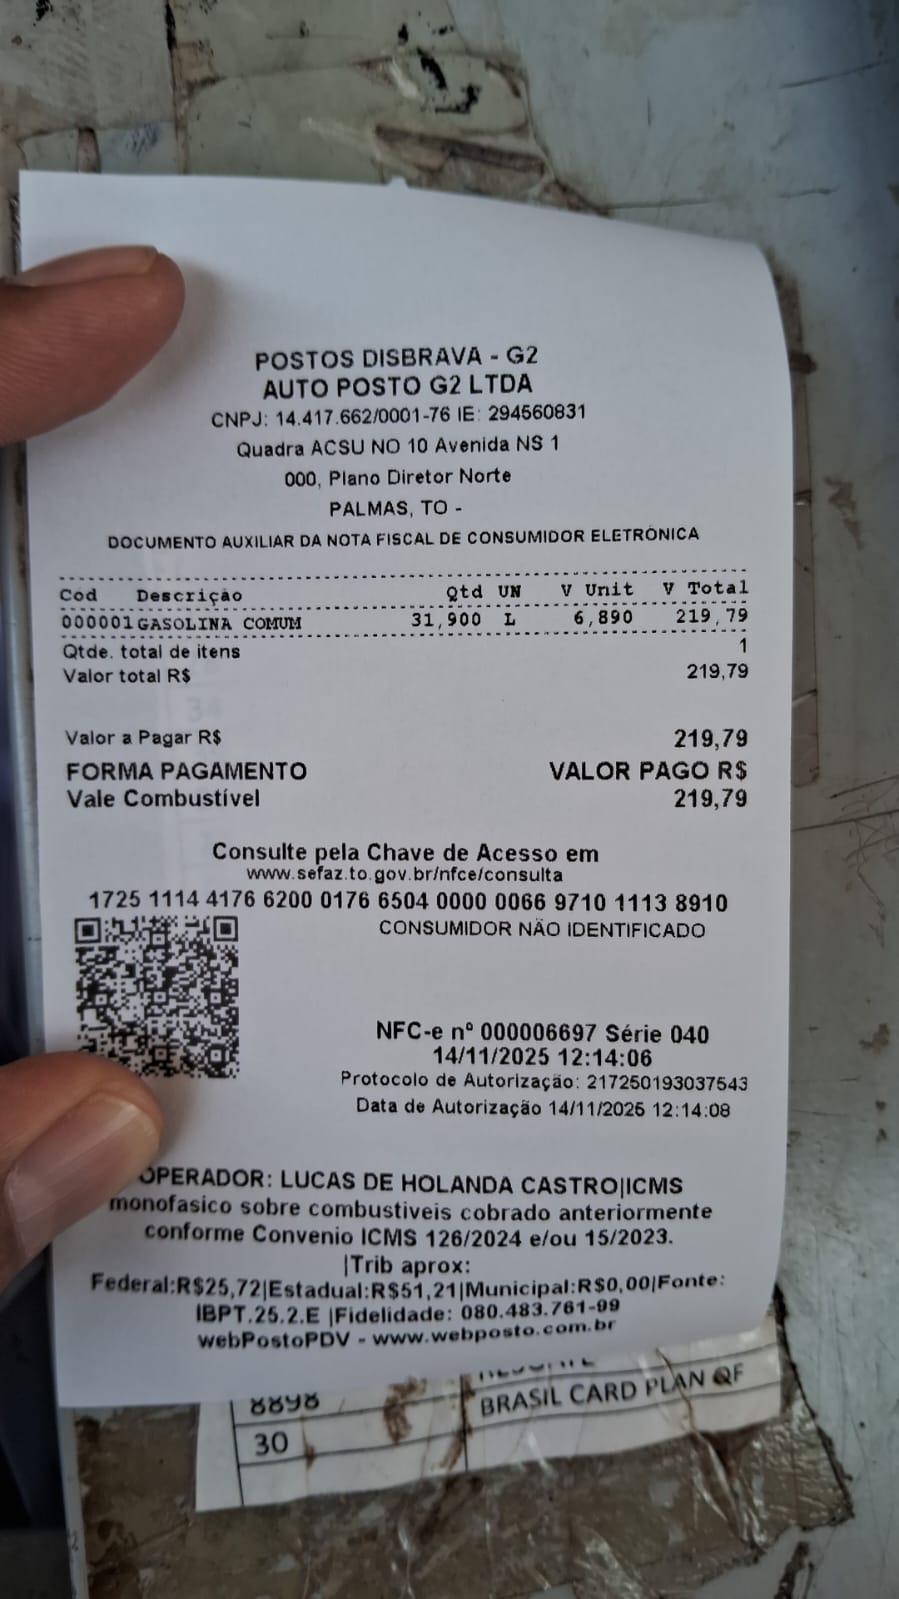 POSTOS DISBRAVA - G2
AUTO POSTO G2 LTDA
CNPJ: 14.417.662/0001-76 IE: 294560831
Quadra ACSU NO 10 Avenida NS 1
000, Plano Diretor Norte
PALMAS, TO -
DOCUMENTO AUXILIAR DA NOTA FISCAL DE CONSUMIDOR ELETRÔNICA
Cod Descrição Qtd UN V Unit V Total
000001 GASOLINA COMUM 31,900 L 6,890 219,79
Qtde. total de itens 1
Valor total R$ 219,79
Valor a Pagar R$ 219,79
FORMA PAGAMENTO VALOR PAGO R$
Vale Combustível 219,79
Consulte pela Chave de Acesso em
www.sefaz.to.gov.br/nfce/consulta
1725 1114 4176 6200 0176 6504 0000 0066 9710 1113 8910
CONSUMIDOR NÃO IDENTIFICADO
NFC-e nº 000006697 Série 040
14/11/2025 12:14:06
Protocolo de Autorização: 217250193037543
Data de Autorização 14/11/2025 12:14:08
OPERADOR: LUCAS DE HOLANDA CASTRO|ICMS
monofasico sobre combustiveis cobrado anteriormente
conforme Convenio ICMS 126/2024 e/ou 15/2023.
|Trib aprox:
Federal:R$25,72|Estadual:R$51,21|Municipal:R$0,00|Fonte:
IBPT.25.2.E |Fidelidade: 080.483.761-99
webPostoPDV - www.webposto.com.br
8898 BRASIL CARD PLAN QF
30